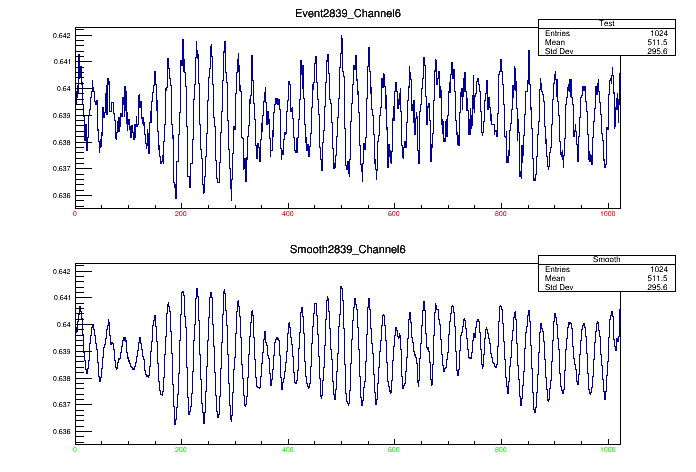 Event2839_Channel6
Test
Entries 1024
Mean 511.5
Std Dev 295.6
0.642
0.641
0.64
0.639
0.638
0.637
0.636
0 200 400 600 800 1000
Smooth2839_Channel6
Smooth
Entries 1024
Mean 511.5
Std Dev 295.6
0.642
0.641
0.64
0.639
0.638
0.637
0.636
0 200 400 600 800 1000